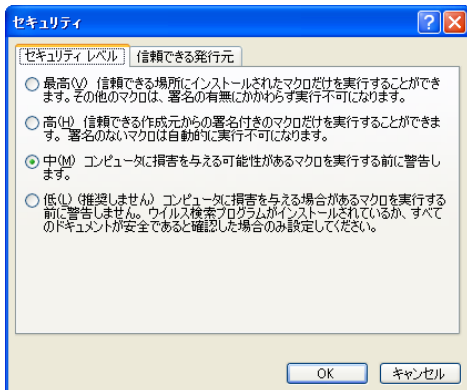 セキュリティ
セキュリティ レベル
信頼できる発行元
最高(V) 信頼できる場所にインストールされたマクロだけを実行することができ
ます。その他のマクロは、署名の有無にかかわらず実行不可になります。
高(H) 信頼できる作成元からの署名付きのマクロだけを実行することができま
す。署名のないマクロは自動的に実行不可になります。
中(M) コンピュータに損害を与える可能性があるマクロを実行する前に警告し
ます。
低(L) (推奨しません) コンピュータに損害を与える場合があるマクロを実行する
前に警告しません。ウイルス検索プログラムがインストールされているか、すべて
のドキュメントが安全であると確認した場合のみ設定してください。
OK
キャンセル